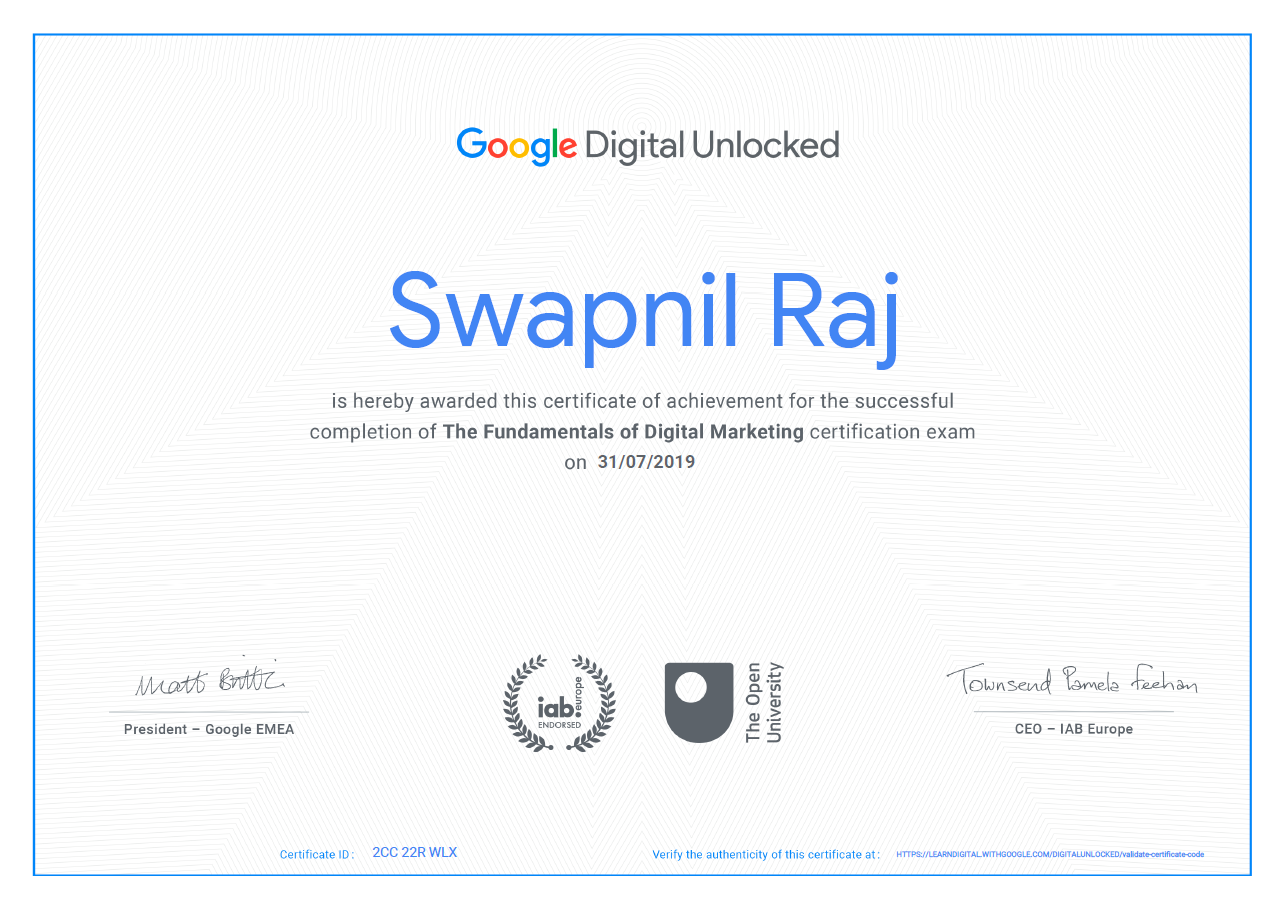 Google Digital Unlocked
Swapnil Raj
is hereby awarded this certificate of achievement for the successful
completion of The Fundamentals of Digital Marketing certification exam
on 31/07/2019
Matt Brittin
President – Google EMEA
iab.
europe
ENDORSED
The Open
University
Townsend Pamela Feehan
CEO – IAB Europe
Certificate ID : 2CC 22R WLX
Verify the authenticity of this certificate at : HTTPS://LEARNDIGITAL.WITHGOOGLE.COM/DIGITALUNLOCKED/validate-certificate-code